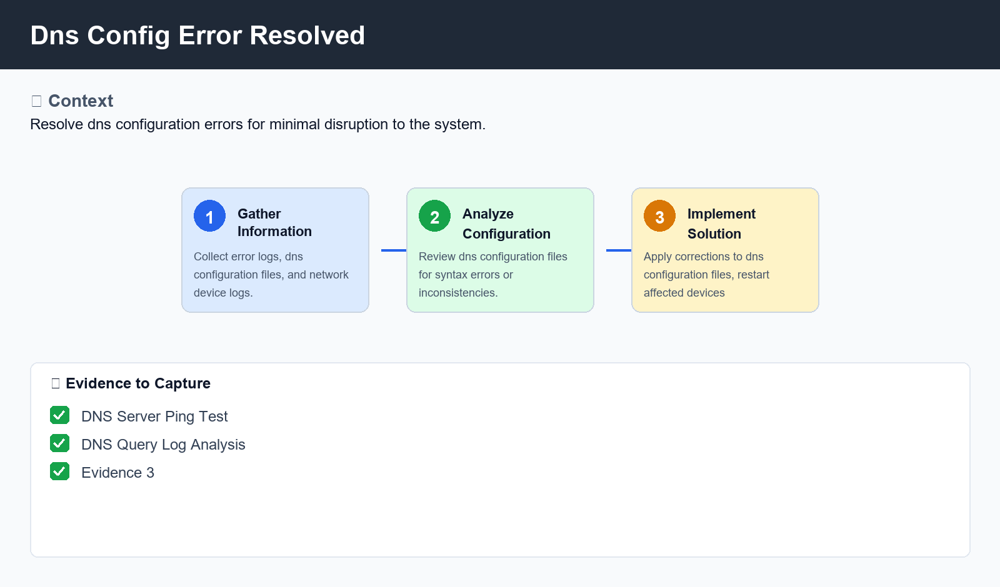 Dns Config Error Resolved
Context
Resolve dns configuration errors for minimal disruption to the system.
1
Gather
Information
Collect error logs, dns
configuration files, and network
device logs.
2
Analyze
Configuration
Review dns configuration files
for syntax errors or
inconsistencies.
3
Implement
Solution
Apply corrections to dns
configuration files, restart
affected devices
Evidence to Capture
DNS Server Ping Test
DNS Query Log Analysis
Evidence 3